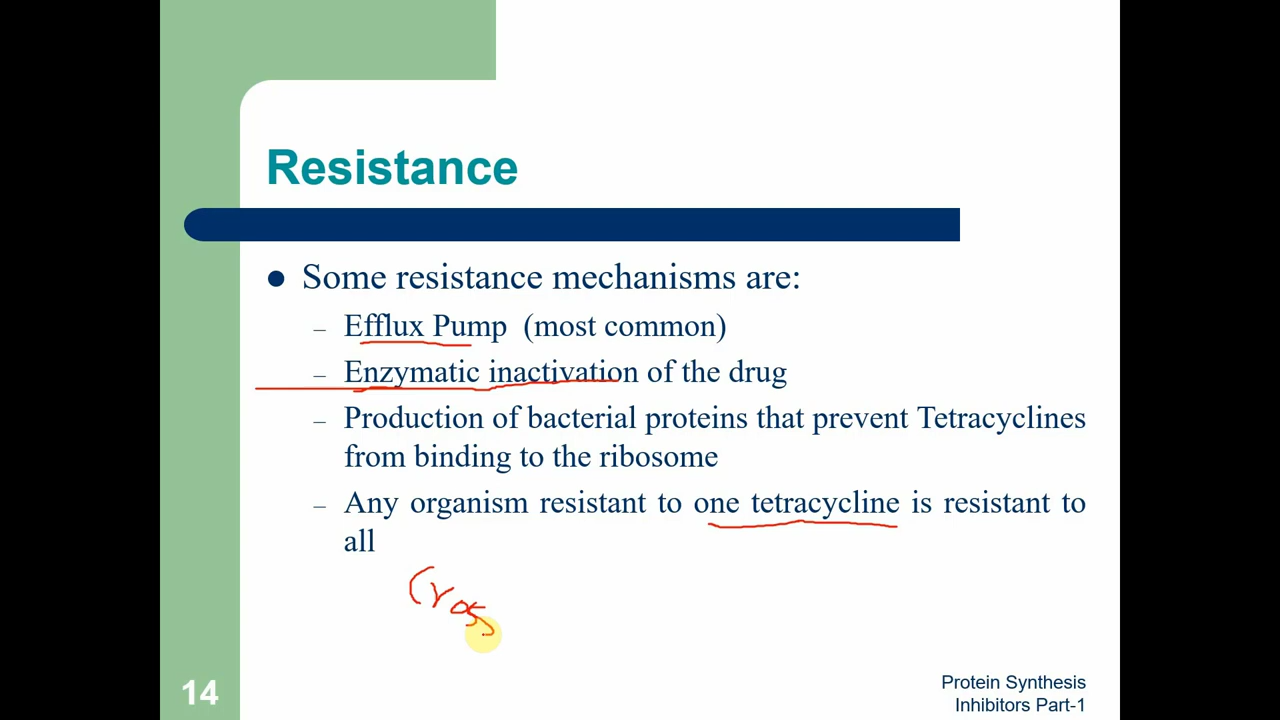 Resistance
Some resistance mechanisms are:
– Efflux Pump (most common)
– Enzymatic inactivation of the drug
– Production of bacterial proteins that prevent Tetracyclines
from binding to the ribosome
– Any organism resistant to one tetracycline is resistant to
all
Cross
14
Protein Synthesis
Inhibitors Part-1